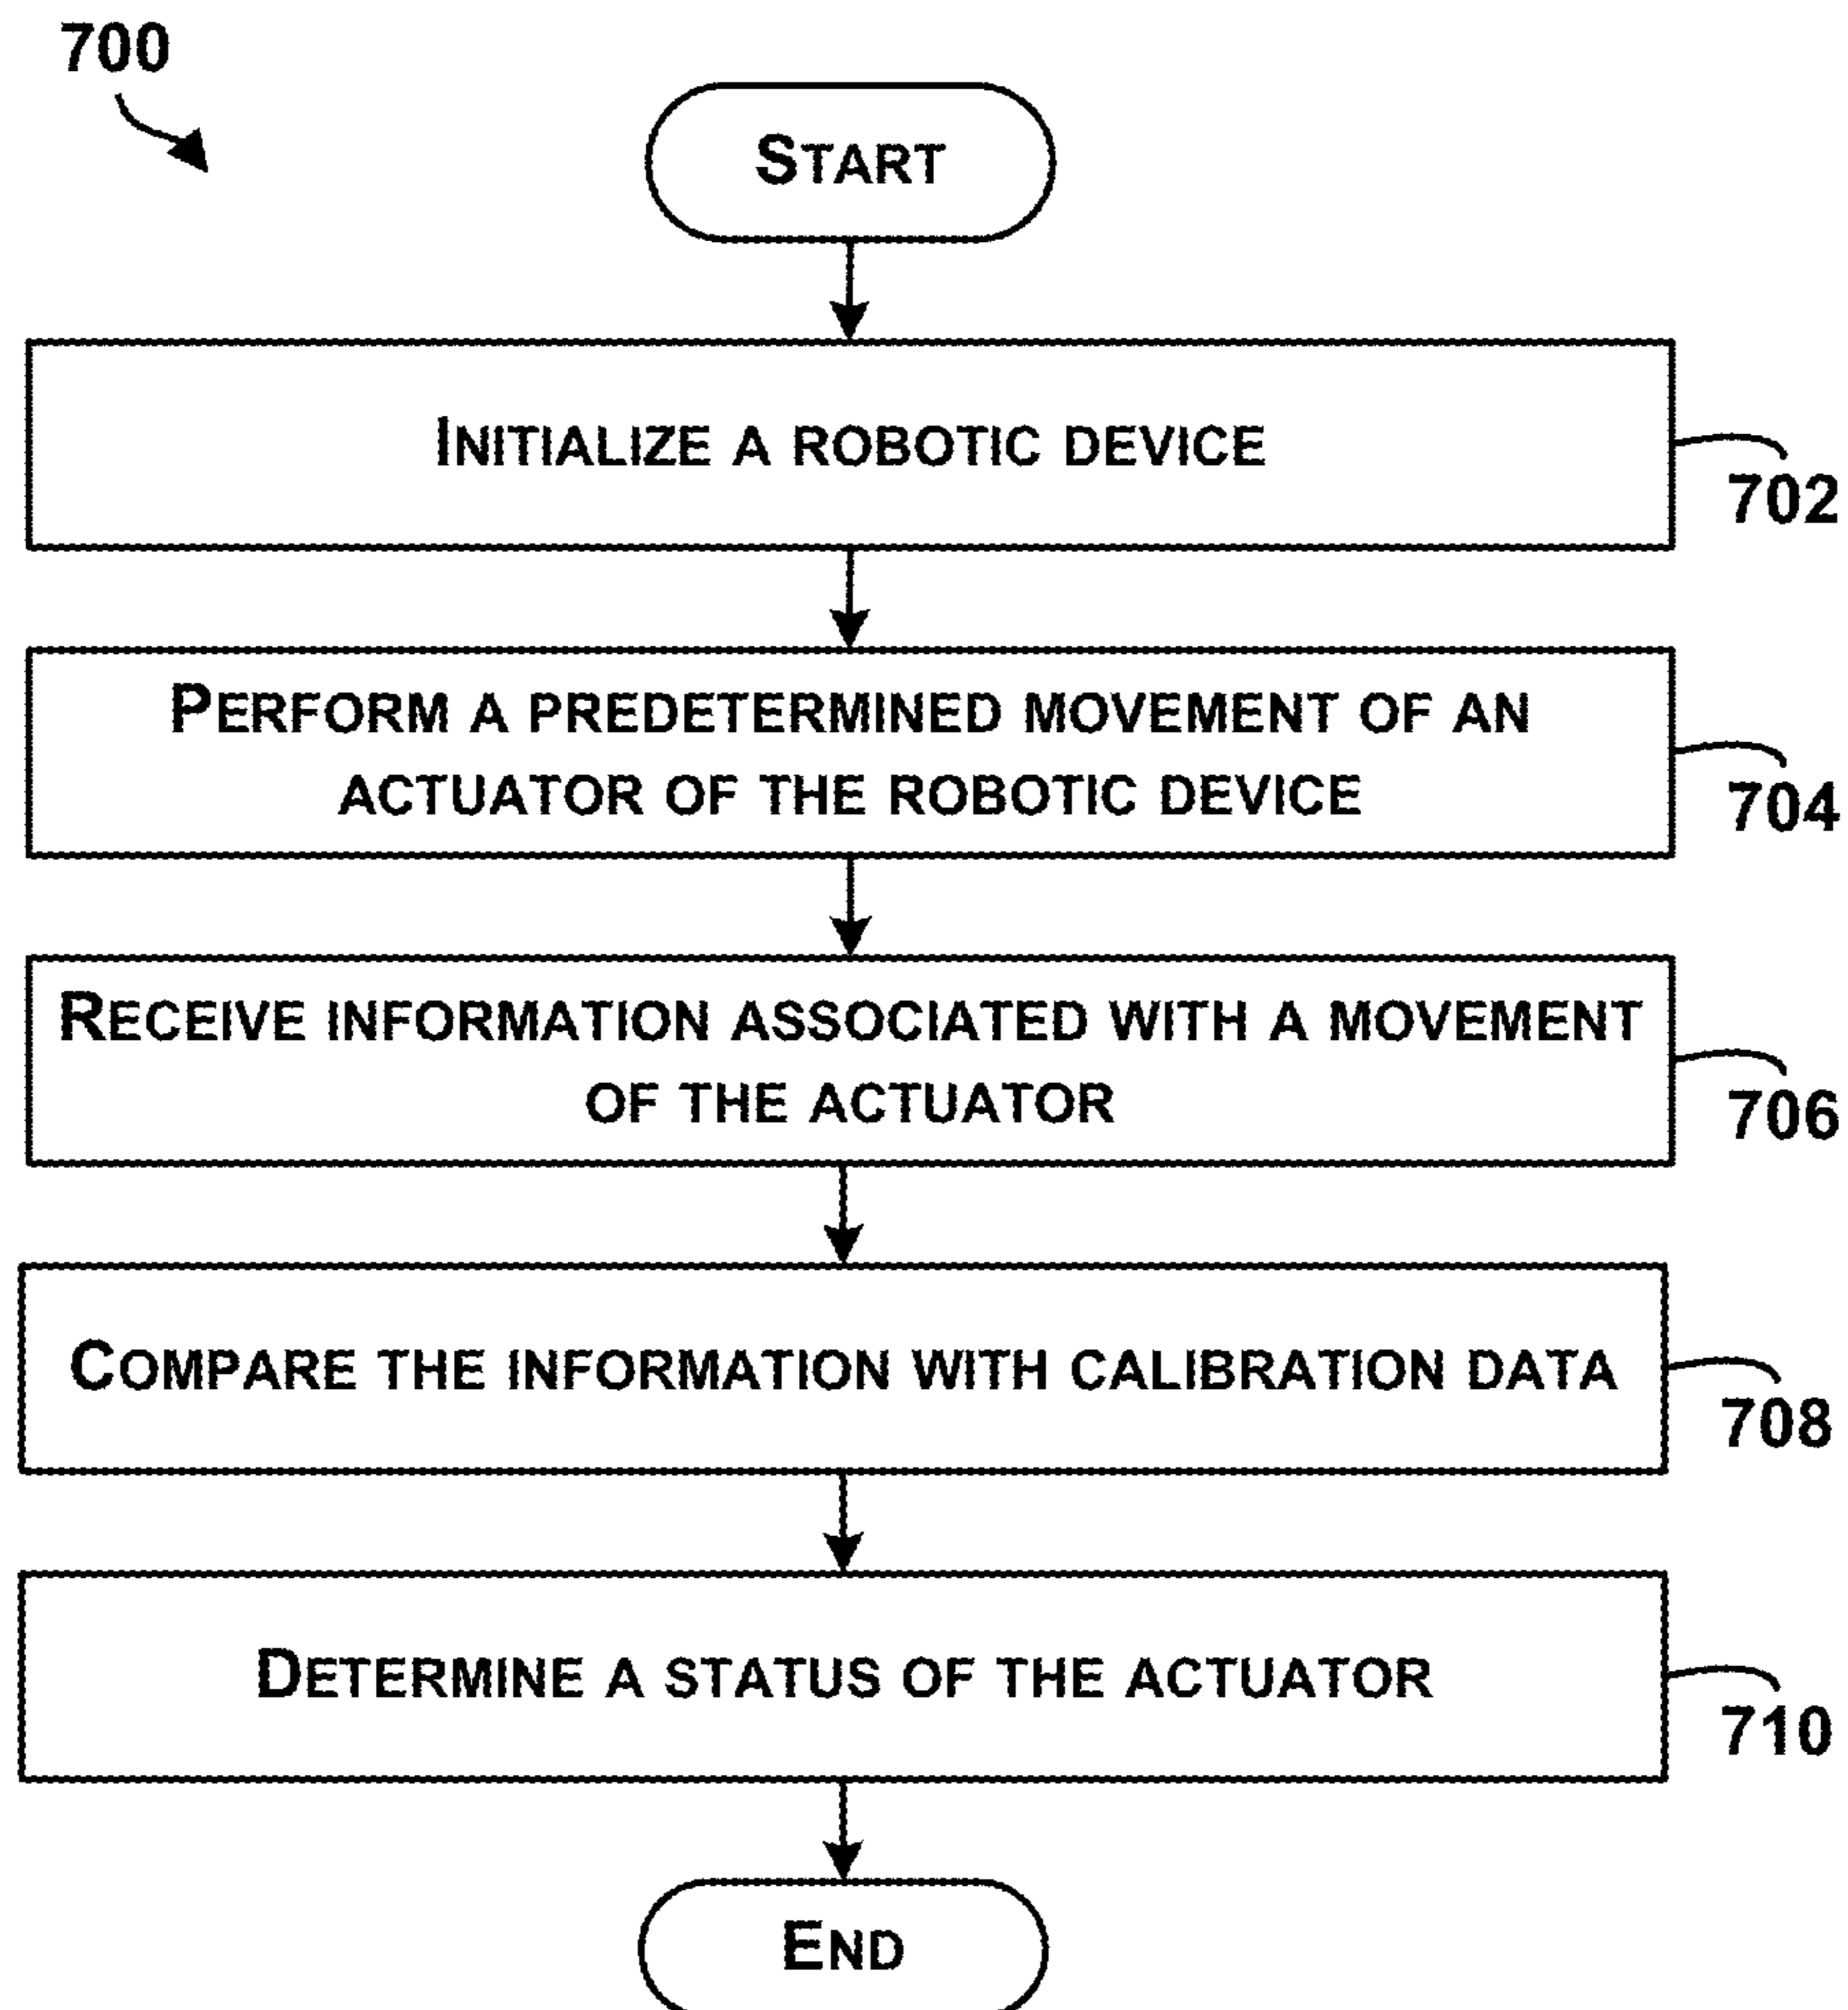 700
START
INITIALIZE A ROBOTIC DEVICE
702
PERFORM A PREDETERMINED MOVEMENT OF AN
ACTUATOR OF THE ROBOTIC DEVICE
704
RECEIVE INFORMATION ASSOCIATED WITH A MOVEMENT
OF THE ACTUATOR
706
COMPARE THE INFORMATION WITH CALIBRATION DATA
708
DETERMINE A STATUS OF THE ACTUATOR
710
END